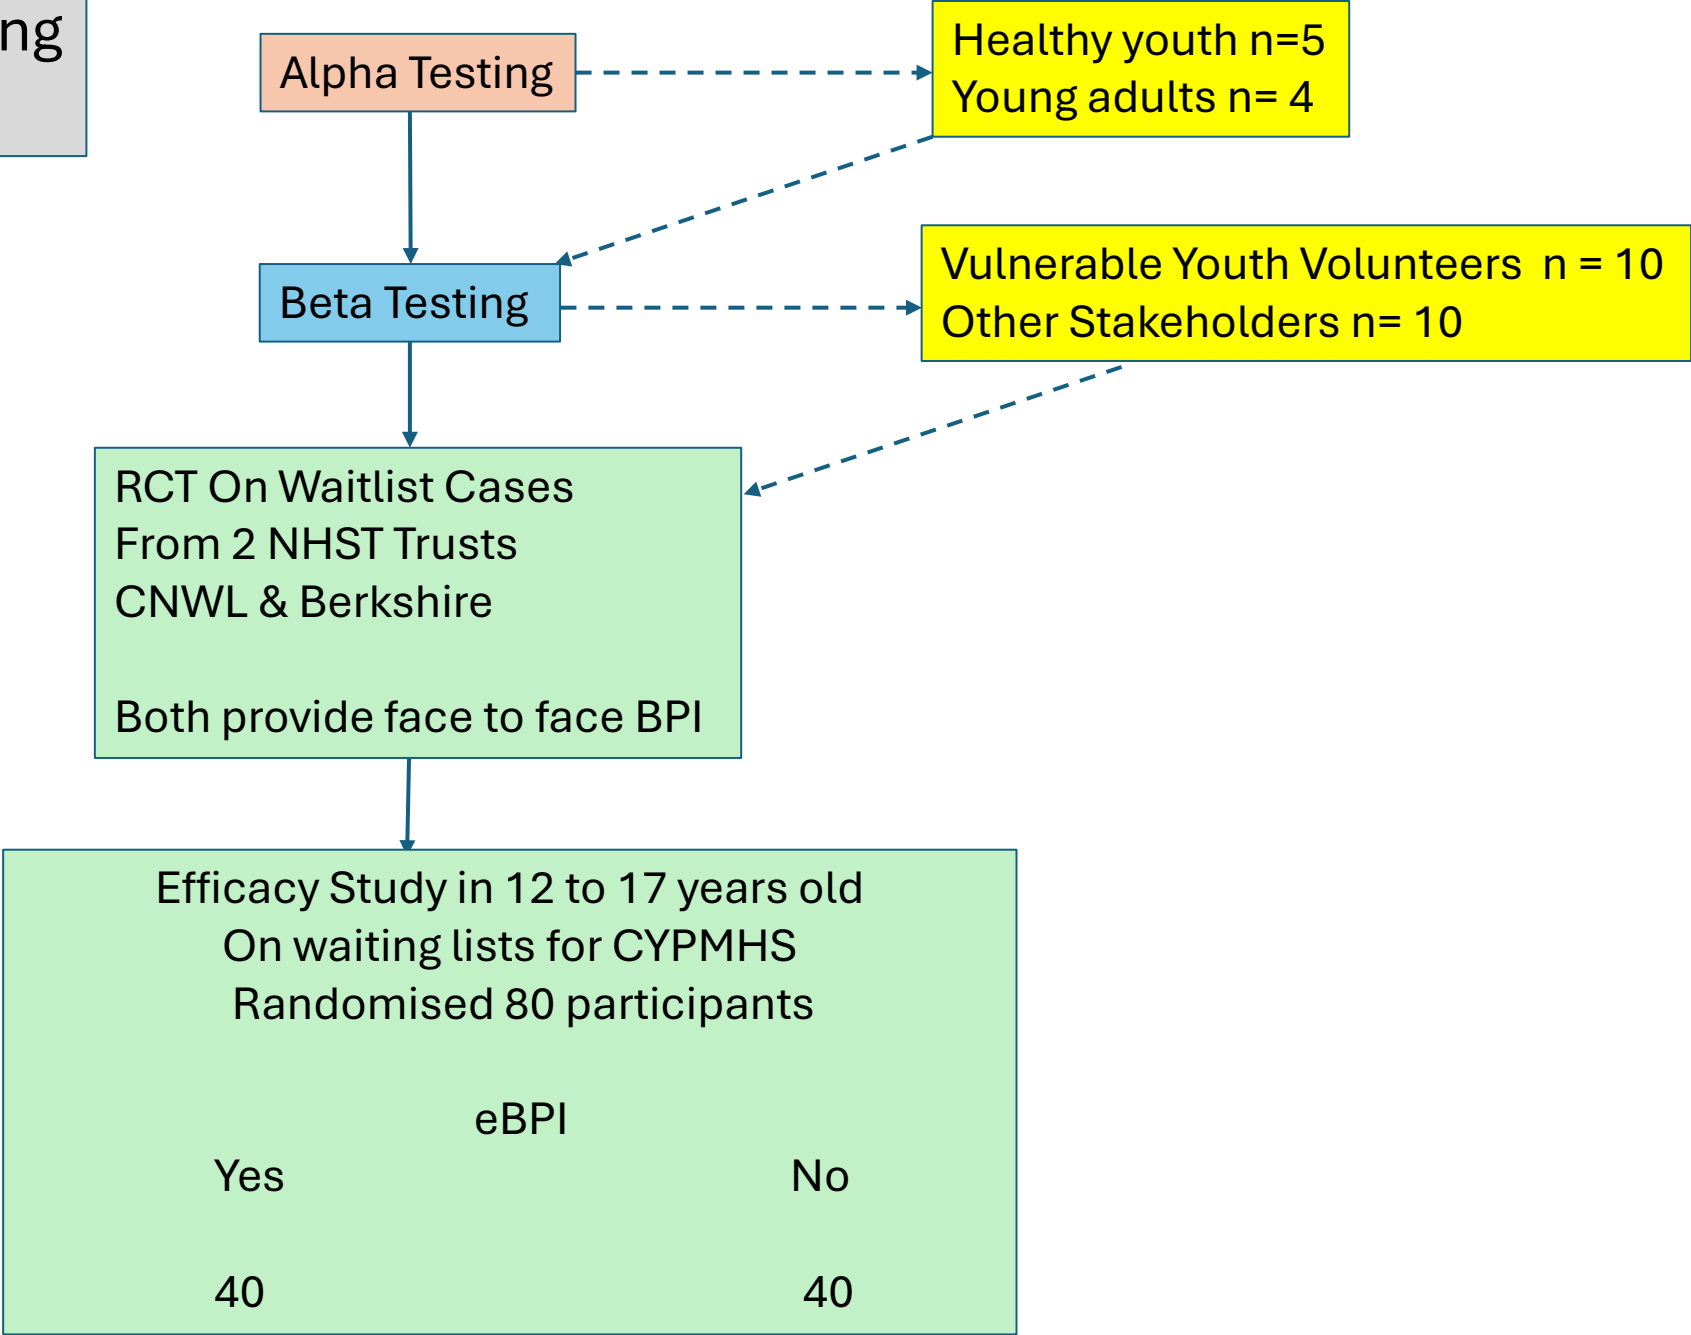 ng
Alpha Testing
Healthy youth n=5
Young adults n= 4
Beta Testing
Vulnerable Youth Volunteers  n = 10
Other Stakeholders n= 10
RCT On Waitlist Cases
From 2 NHST Trusts
CNWL & Berkshire
Both provide face to face BPI
Efficacy Study in 12 to 17 years old
On waiting lists for CYPMHS
Randomised 80 participants
eBPI
Yes No
40 40